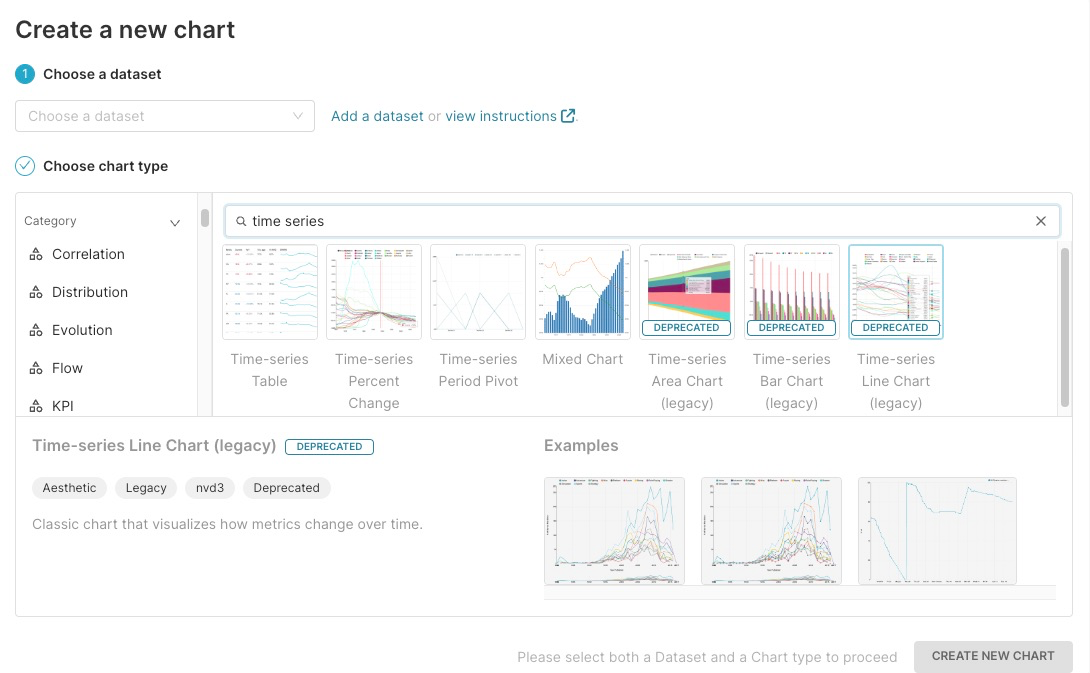 Create a new chart
1 Choose a dataset
Choose a dataset
Add a dataset or view instructions.
Choose chart type
Category
Correlation
Distribution
Evolution
Flow
KPI
time series
DEPRECATED
DEPRECATED
DEPRECATED
Time-series Table
Time-series Percent Change
Time-series Period Pivot
Mixed Chart
Time-series Area Chart (legacy)
Time-series Bar Chart (legacy)
Time-series Line Chart (legacy)
Time-series Line Chart (legacy) DEPRECATED
Aesthetic Legacy nvd3 Deprecated
Classic chart that visualizes how metrics change over time.
Examples
Please select both a Dataset and a Chart type to proceed
CREATE NEW CHART